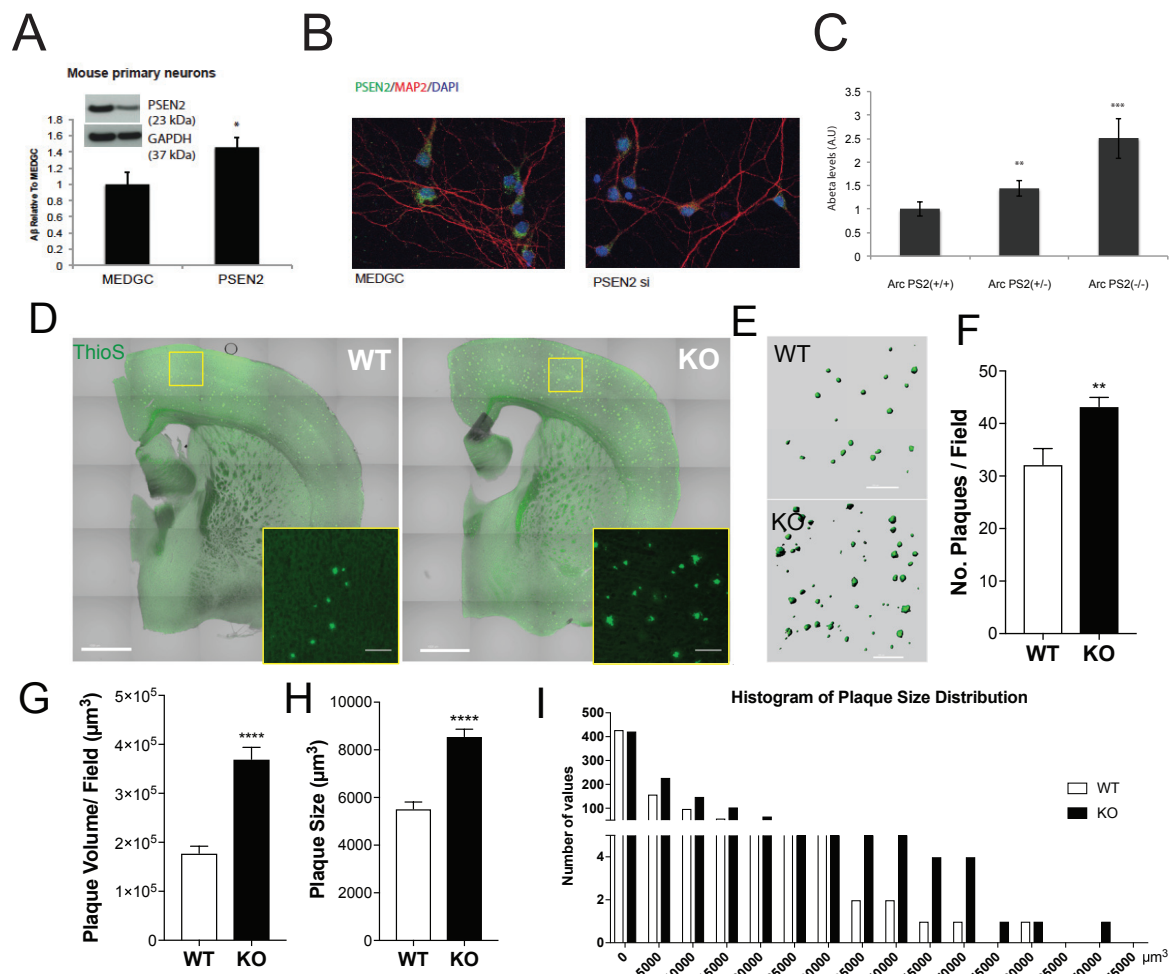 A
Mouse primary neurons
PSEN2
(23 kDa)
GAPDH
(37 kDa)
*
1.8
1.6
1.4
1.2
1
0.8
0.6
0.4
0.2
0
Aβ Relative To MEDGC
MEDGC
PSEN2
B
PSEN2/MAP2/DAPI
MEDGC
PSEN2 si
C
3.5
3
2.5
2
1.5
1
0.5
0
Abeta levels (A.U)
**
***
Arc PS2(+/+)
Arc PS2(+/-)
Arc PS2(-/-)
D
ThioS
WT
KO
E
WT
KO
F
50
40
30
20
10
0
No. Plaques / Field
**
WT
KO
G
5×10⁵
4×10⁵
3×10⁵
2×10⁵
1×10⁵
0
Plaque Volume/ Field (µm³)
****
WT
KO
H
10000
8000
6000
4000
2000
0
Plaque Size (µm³)
****
WT
KO
I
Histogram of Plaque Size Distribution
500
400
300
200
100
4
2
0
Number of values
WT
KO
0
5000
µm³